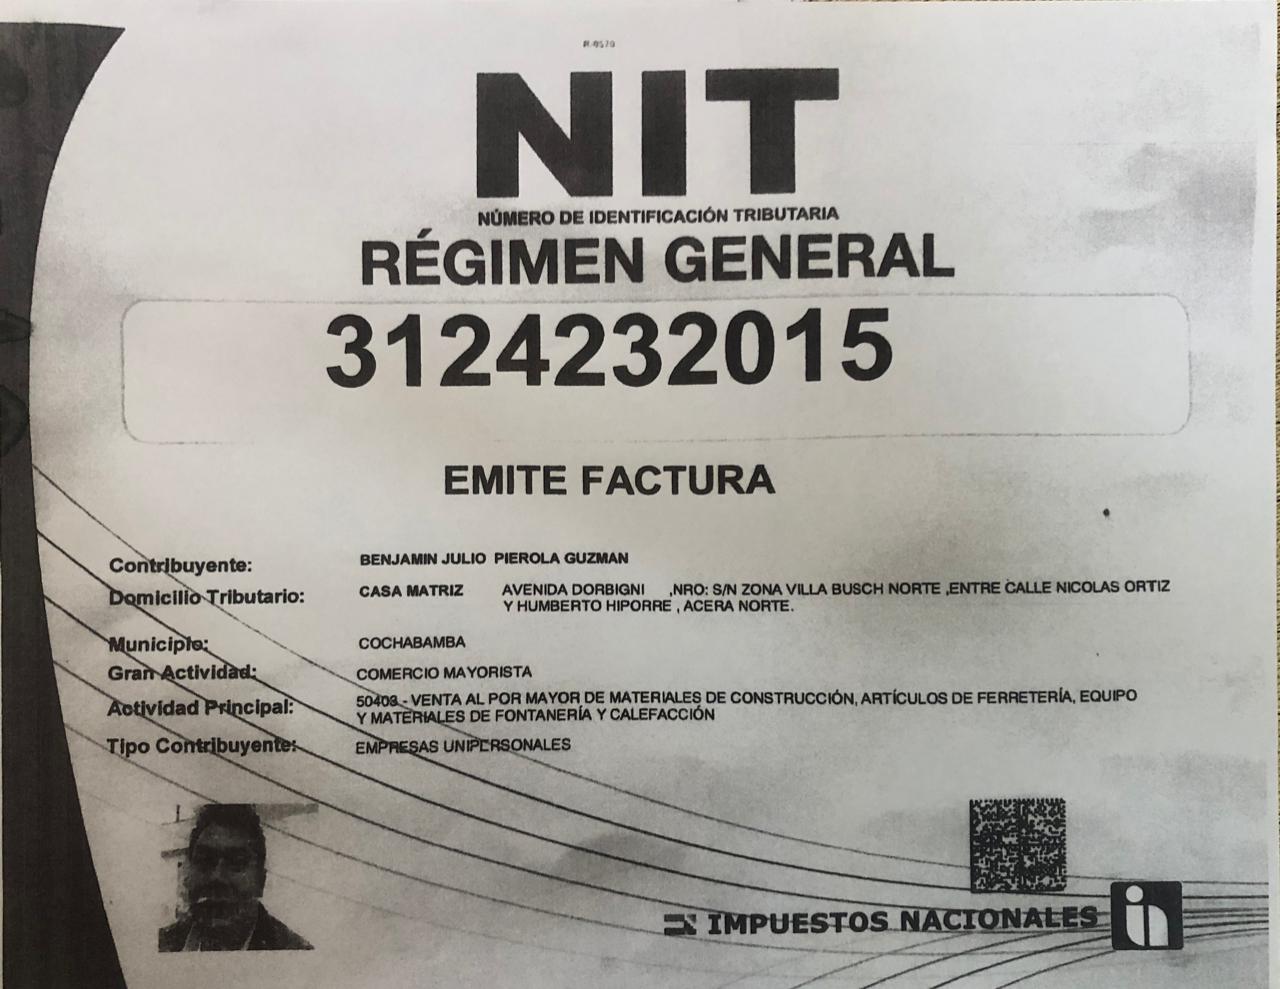 R-0570
NIT
NÚMERO DE IDENTIFICACIÓN TRIBUTARIA
RÉGIMEN GENERAL
3124232015
EMITE FACTURA
Contribuyente: BENJAMIN JULIO PIEROLA GUZMAN
Domicilio Tributario: CASA MATRIZ AVENIDA DORBIGNI ,NRO: S/N ZONA VILLA BUSCH NORTE ,ENTRE CALLE NICOLAS ORTIZ
Y HUMBERTO HIPORRE , ACERA NORTE.
Municipio: COCHABAMBA
Gran Actividad: COMERCIO MAYORISTA
Actividad Principal: 50403 - VENTA AL POR MAYOR DE MATERIALES DE CONSTRUCCIÓN, ARTÍCULOS DE FERRETERÍA, EQUIPO
Y MATERIALES DE FONTANERÍA Y CALEFACCIÓN
Tipo Contribuyente: EMPRESAS UNIPERSONALES
IMPUESTOS NACIONALES
in